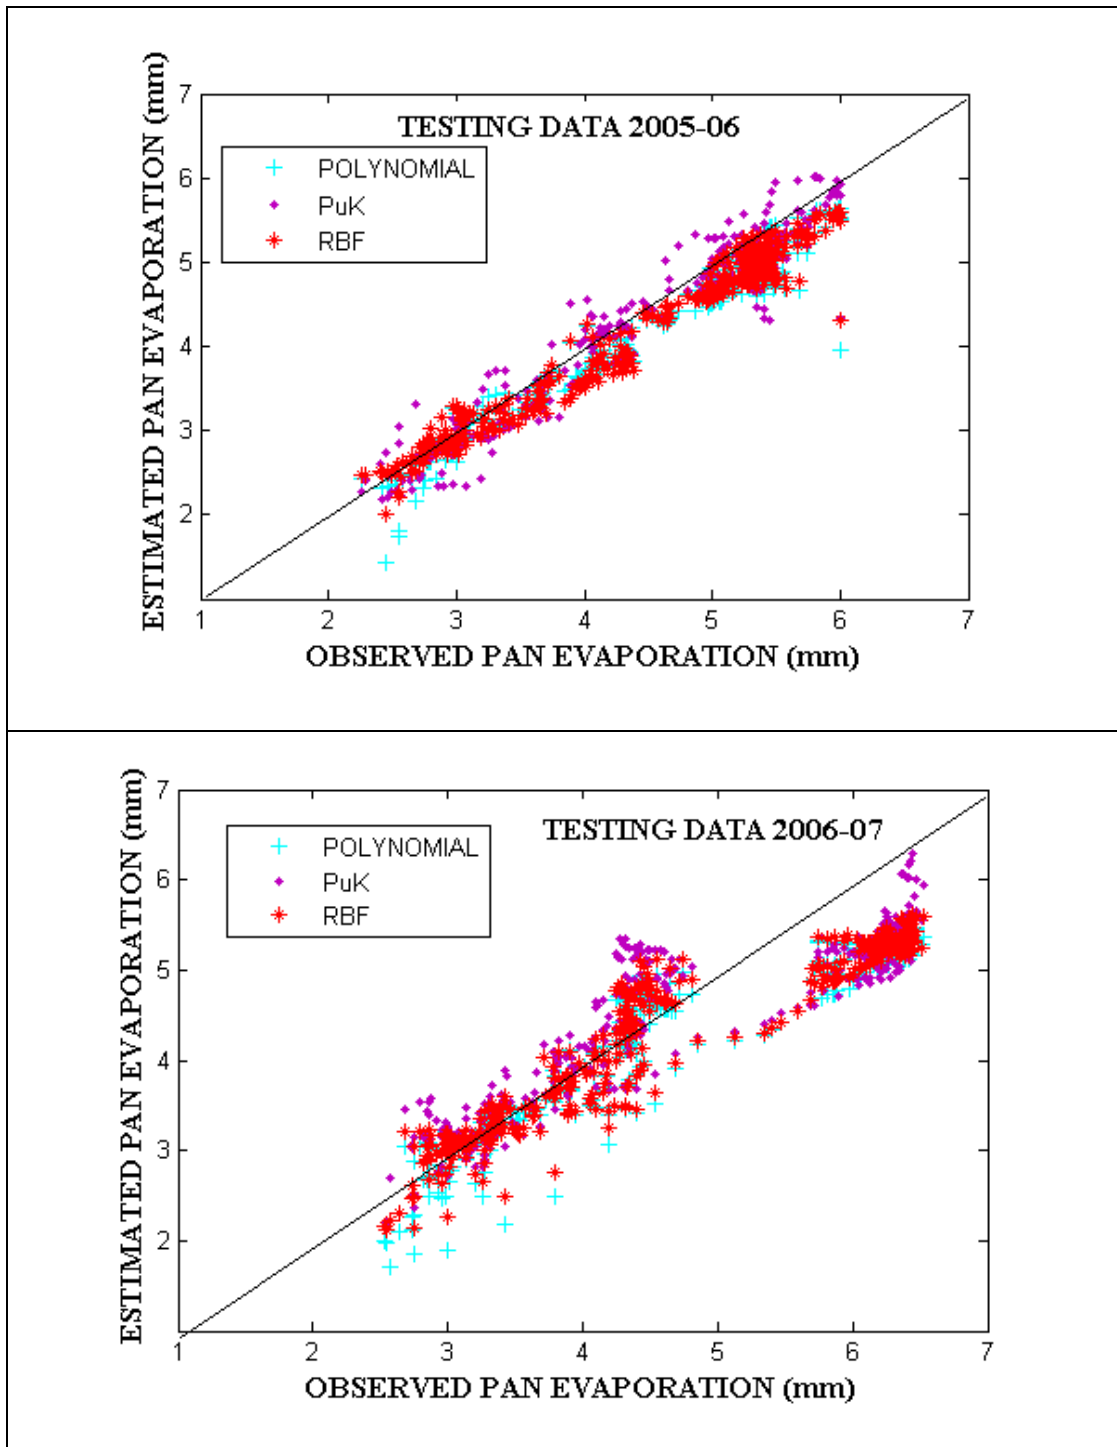 ESTIMATED PAN EVAPORATION (mm)
7
6
5
4
3
2
TESTING DATA 2005-06
POLYNOMIAL
PuK
RBF
1 2 3 4 5 6 7
OBSERVED PAN EVAPORATION (mm)
ESTIMATED PAN EVAPORATION (mm)
7
6
5
4
3
2
TESTING DATA 2006-07
POLYNOMIAL
PuK
RBF
1 2 3 4 5 6 7
OBSERVED PAN EVAPORATION (mm)